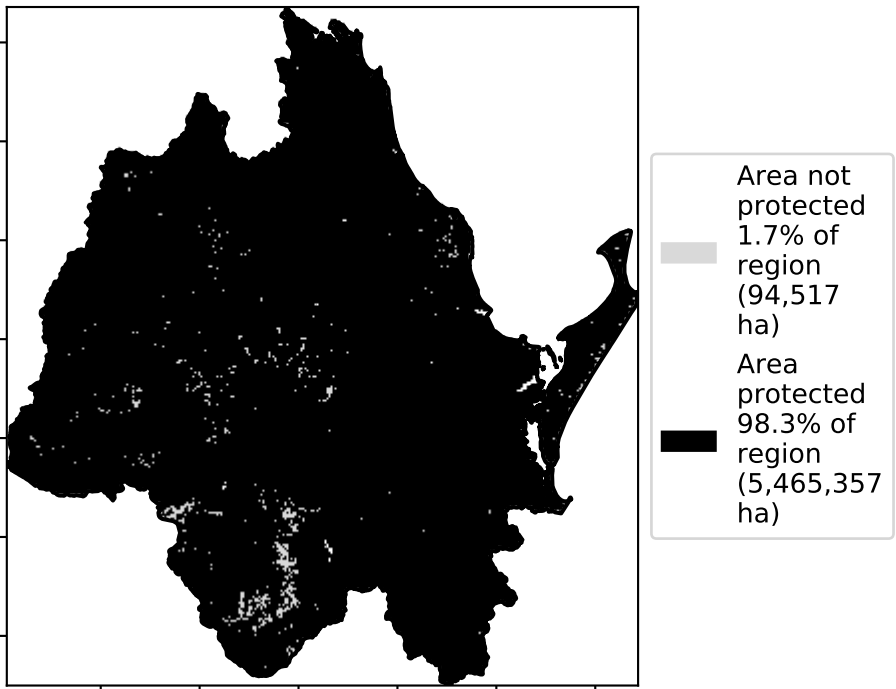 Area not
protected
1.7% of
region
(94,517
ha)
Area
protected
98.3% of
region
(5,465,357
ha)